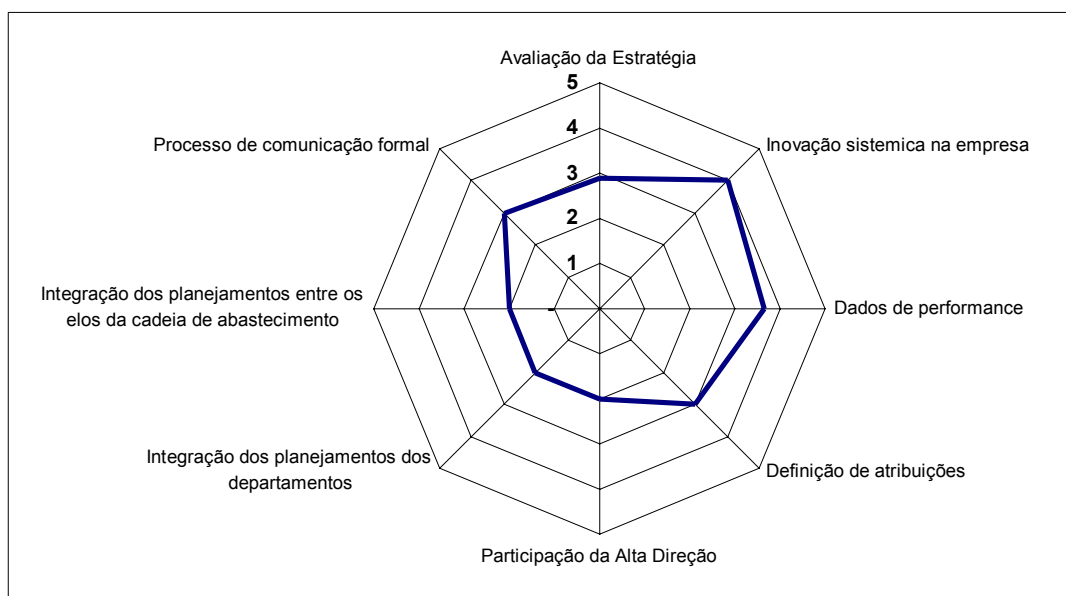 Avaliação da Estratégia
5
4
3
2
1
-
Inovação sistemica na empresa
Dados de performance
Definição de atribuições
Participação da Alta Direção
Integração dos planejamentos dos
departamentos
Integração dos planejamentos entre os
elos da cadeia de abastecimento
Processo de comunicação formal